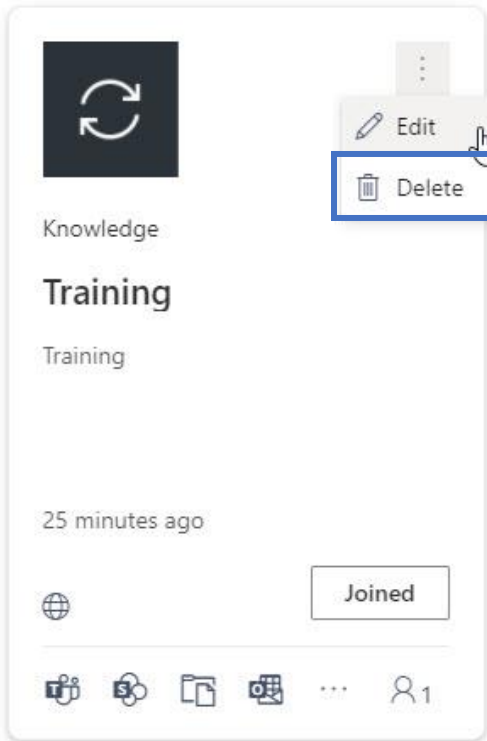 Edit
Delete
Knowledge
Training
Training
25 minutes ago
Joined
1